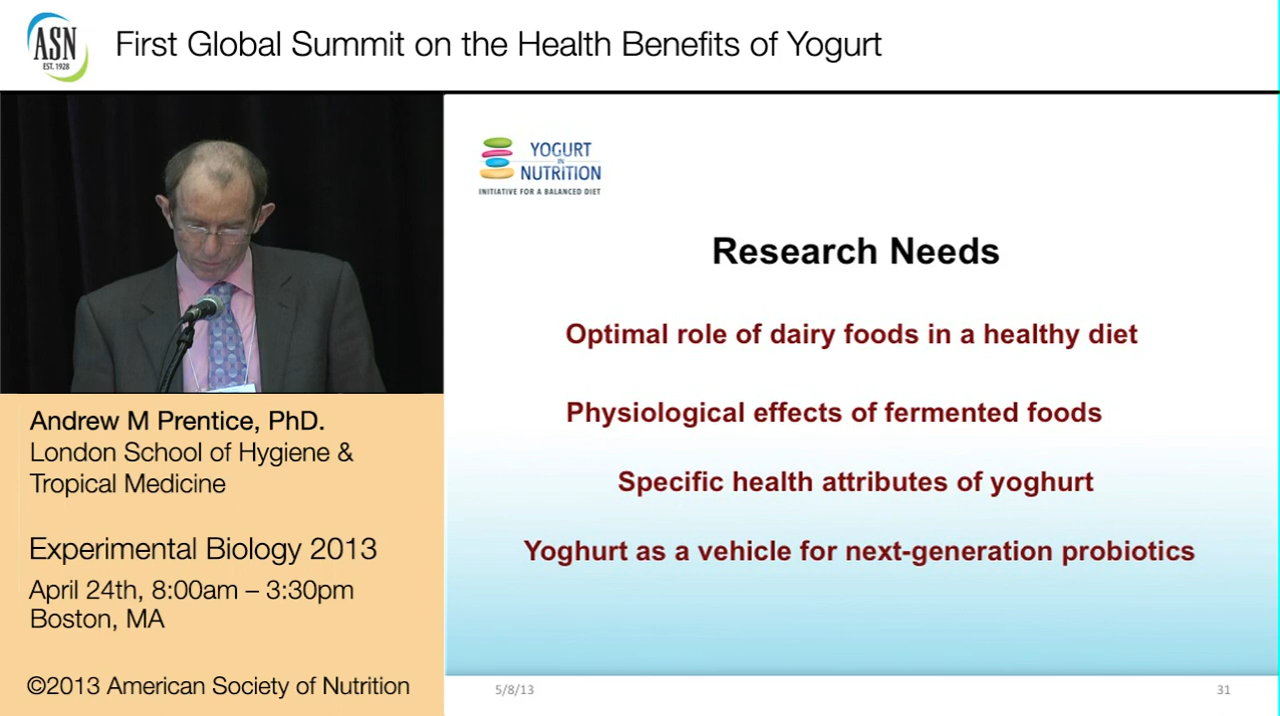 ASN
EST. 1928
First Global Summit on the Health Benefits of Yogurt
YOGURT
IN
NUTRITION
INITIATIVE FOR A BALANCED DIET
Research Needs
Optimal role of dairy foods in a healthy diet
Physiological effects of fermented foods
Specific health attributes of yoghurt
Yoghurt as a vehicle for next-generation probiotics
5/8/13
31
Andrew M Prentice, PhD.
London School of Hygiene &
Tropical Medicine
Experimental Biology 2013
April 24th, 8:00am – 3:30pm
Boston, MA
©2013 American Society of Nutrition